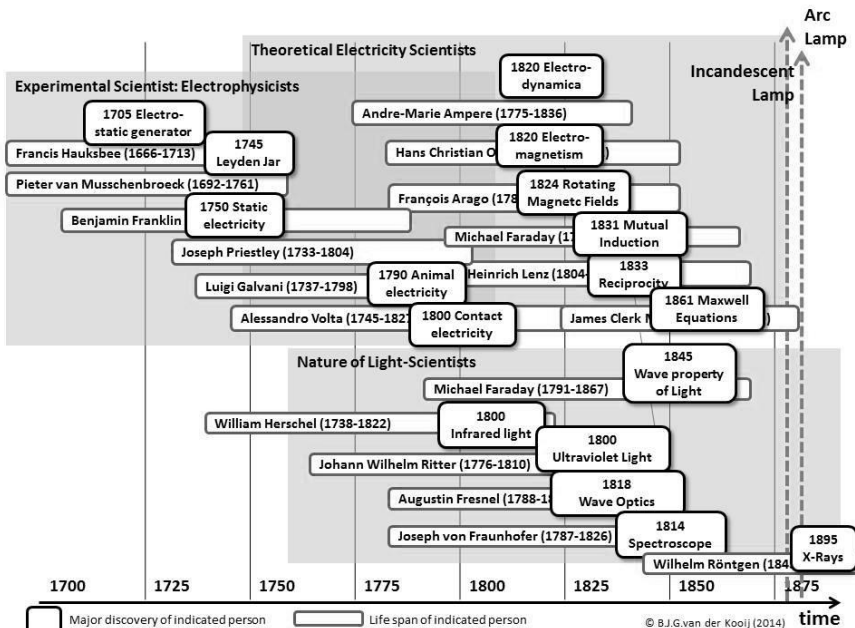 Arc
Lamp
Theoretical Electricity Scientists
1820 Electro-
dynamica
Incandescent
Lamp
Experimental Scientist: Electrophysicists
Andre-Marie Ampere (1775-1836)
1705 Electro-
static generator
1745
Leyden Jar
1820 Electro-
magnetism
Francis Hauksbee (1666-1713)
Hans Christian O
)
Pieter van Musschenbroeck (1692-1761)
1824 Rotating
Magnetc Fields
François Arago (178
1750 Static
electricity
Benjamin Franklin
1831 Mutual
Induction
Michael Faraday (17
Joseph Priestley (1733-1804)
1833
Reciprocity
Heinrich Lenz (1804-
1790 Animal
electricity
Luigi Galvani (1737-1798)
1861 Maxwell
Equations
Alessandro Volta (1745-1827
1800 Contact
electricity
James Clerk M
)
Nature of Light-Scientists
1845
Wave property
of Light
Michael Faraday (1791-1867)
William Herschel (1738-1822)
1800
Infrared light
1800
Ultraviolet Light
Johann Wilhelm Ritter (1776-1810)
1818
Wave Optics
Augustin Fresnel (1788-18
1814
Spectroscope
Joseph von Fraunhofer (1787-1826)
1895
X-Rays
Wilhelm Röntgen (184
1700 1725 1750 1775 1800 1825 1850 1875
time
Major discovery of indicated person
Life span of indicated person
© B.J.G.van der Kooij (2014)